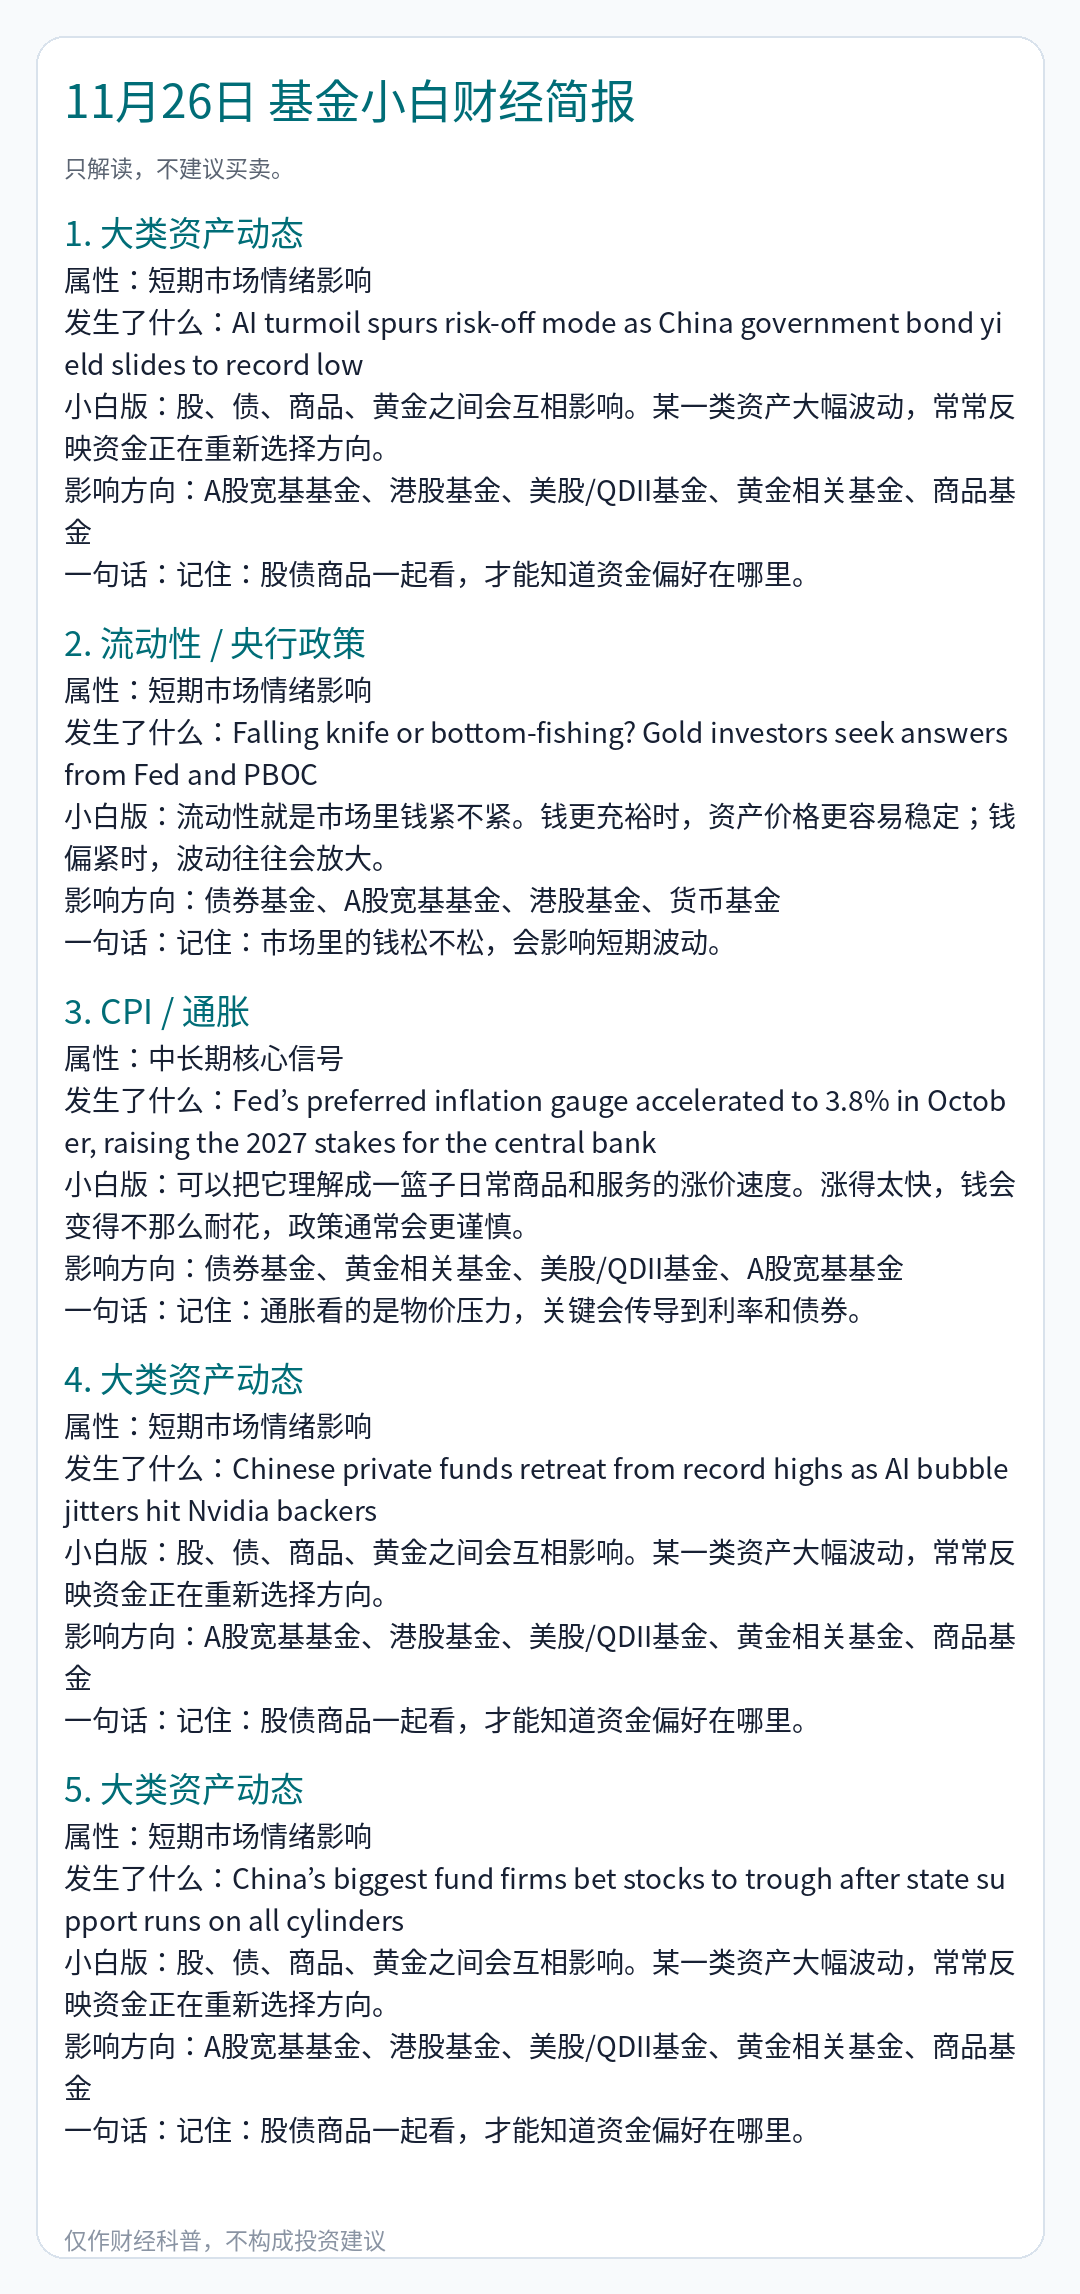 11月26日 基金小白财经简报
只解读，不建议买卖。
1. 大类资产动态
属性：短期市场情绪影响
发生了什么：AI turmoil spurs risk-off mode as China government bond yi
eld slides to record low
小白版：股、债、商品、黄金之间会互相影响。某一类资产大幅波动，常常反
映资金正在重新选择方向。
影响方向：A股宽基基金、港股基金、美股/QDII基金、黄金相关基金、商品基
金
一句话：记住：股债商品一起看，才能知道资金偏好在哪里。
2. 流动性 / 央行政策
属性：短期市场情绪影响
发生了什么：Falling knife or bottom-fishing? Gold investors seek answers
from Fed and PBOC
小白版：流动性就是市场里钱紧不紧。钱更充裕时，资产价格更容易稳定；钱
偏紧时，波动往往会放大。
影响方向：债券基金、A股宽基基金、港股基金、货币基金
一句话：记住：市场里的钱松不松，会影响短期波动。
3. CPI / 通胀
属性：中长期核心信号
发生了什么：Fed’s preferred inflation gauge accelerated to 3.8% in Octob
er, raising the 2027 stakes for the central bank
小白版：可以把它理解成一篮子日常商品和服务的涨价速度。涨得太快，钱会
变得不那么耐花，政策通常会更谨慎。
影响方向：债券基金、黄金相关基金、美股/QDII基金、A股宽基基金
一句话：记住：通胀看的是物价压力，关键会传导到利率和债券。
4. 大类资产动态
属性：短期市场情绪影响
发生了什么：Chinese private funds retreat from record highs as AI bubble
jitters hit Nvidia backers
小白版：股、债、商品、黄金之间会互相影响。某一类资产大幅波动，常常反
映资金正在重新选择方向。
影响方向：A股宽基基金、港股基金、美股/QDII基金、黄金相关基金、商品基
金
一句话：记住：股债商品一起看，才能知道资金偏好在哪里。
5. 大类资产动态
属性：短期市场情绪影响
发生了什么：China’s biggest fund firms bet stocks to trough after state su
pport runs on all cylinders
小白版：股、债、商品、黄金之间会互相影响。某一类资产大幅波动，常常反
映资金正在重新选择方向。
影响方向：A股宽基基金、港股基金、美股/QDII基金、黄金相关基金、商品基
金
一句话：记住：股债商品一起看，才能知道资金偏好在哪里。
仅作财经科普，不构成投资建议